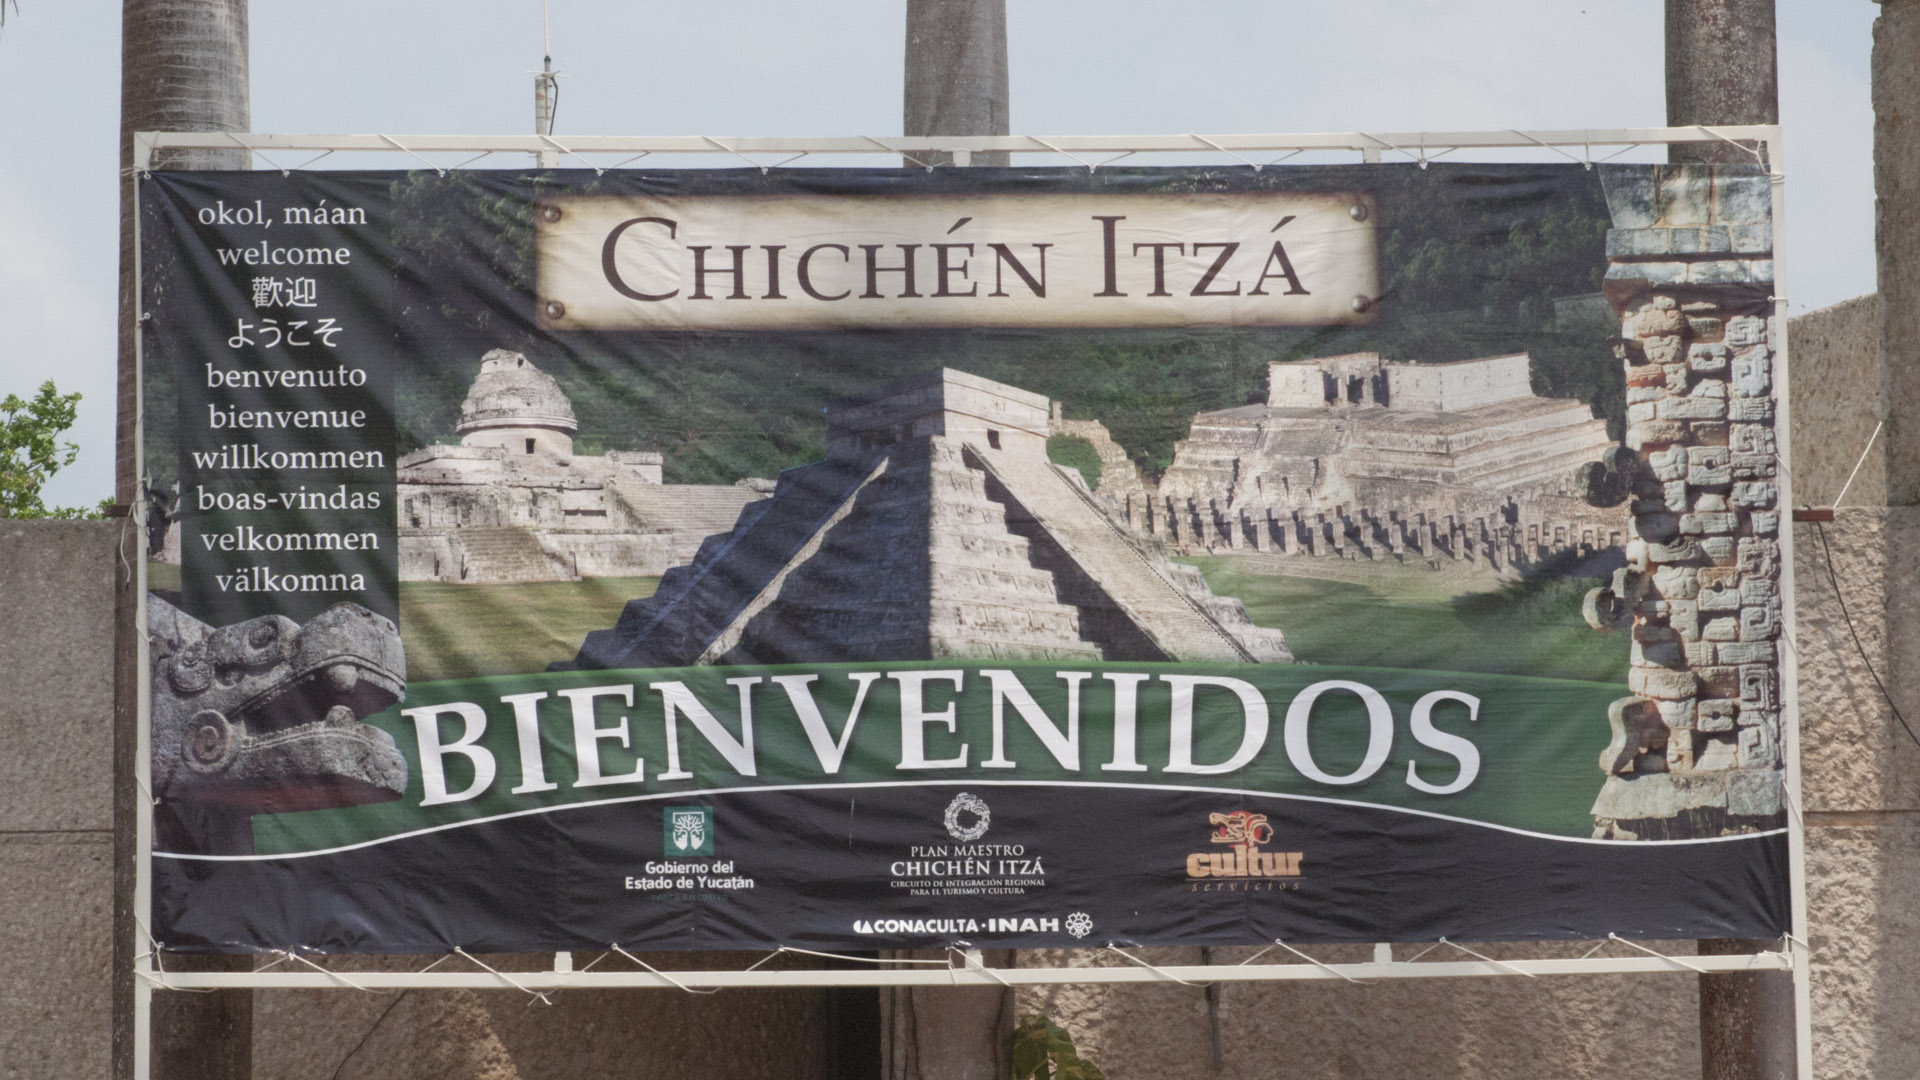 okol, máan
welcome
歡迎
ようこそ
benvenuto
bienvenue
willkommen
boas-vindas
velkommen
välkomna
CHICHÉN ITZÁ
BIENVENIDOS
Gobierno del
Estado de Yucatán
PLAN MAESTRO
CHICHÉN ITZÁ
CIRCUITO DE INTEGRACIÓN REGIONAL
PARA EL TURISMO Y CULTURA
cultur
servicios
CONACULTA · INAH